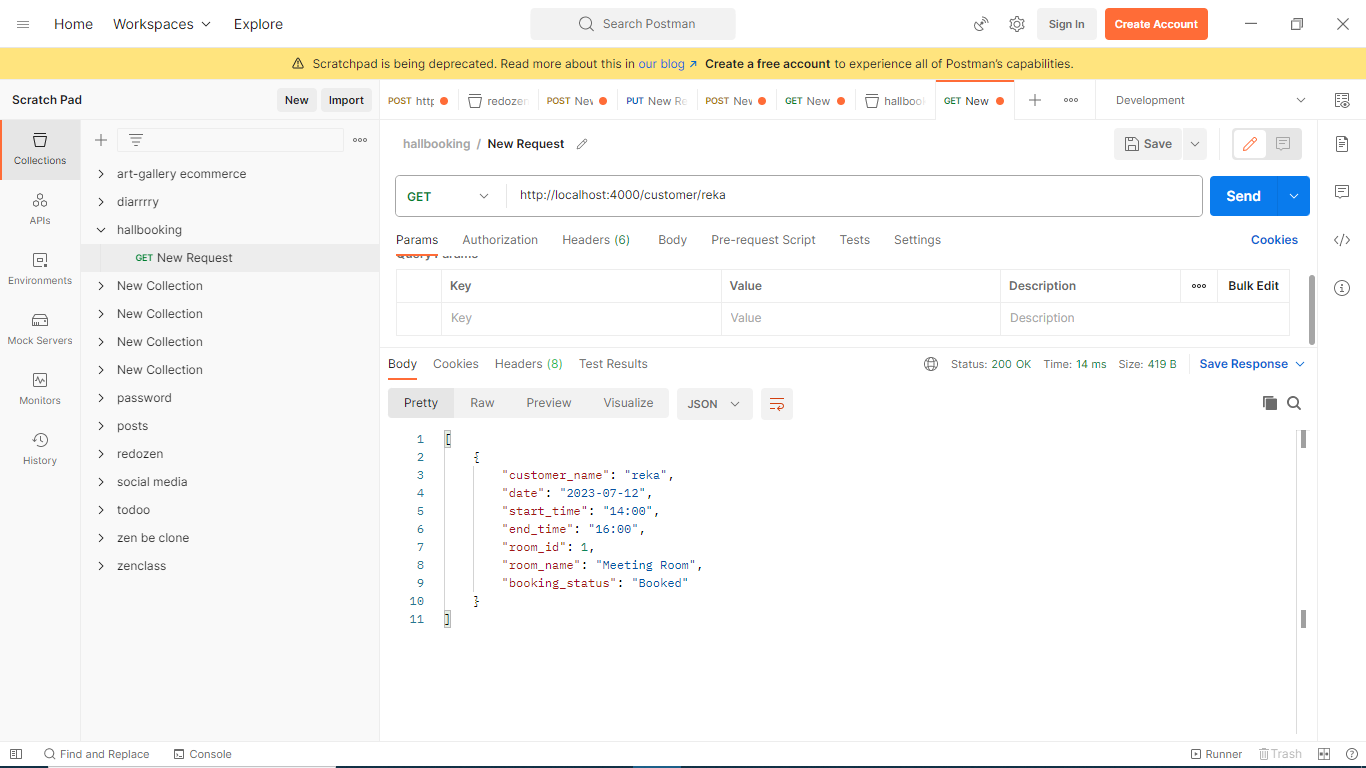 Home Workspaces Explore Search Postman Sign In Create Account
Scratchpad is being deprecated. Read more about this in our blog ↗ Create a free account to experience all of Postman's capabilities.
Scratch Pad New Import
POST http redozen POST New PUT New Re POST New GET New hallbook GET New Development
Collections
APIs
Environments
Mock Servers
Monitors
History
art-gallery ecommerce
diarrrry
hallbooking
GET New Request
New Collection
New Collection
New Collection
New Collection
password
posts
redozen
social media
todoo
zen be clone
zenclass
hallbooking / New Request Save
GET http://localhost:4000/customer/reka Send
Params Authorization Headers (6) Body Pre-request Script Tests Settings Cookies
Query Params
Key Value Description Bulk Edit
Key Value Description
Body Cookies Headers (8) Test Results Status: 200 OK Time: 14 ms Size: 419 B Save Response
Pretty Raw Preview Visualize JSON
1 [
2 {
3 "customer_name": "reka",
4 "date": "2023-07-12",
5 "start_time": "14:00",
6 "end_time": "16:00",
7 "room_id": 1,
8 "room_name": "Meeting Room",
9 "booking_status": "Booked"
10 }
11 ]
Find and Replace Console Runner Trash